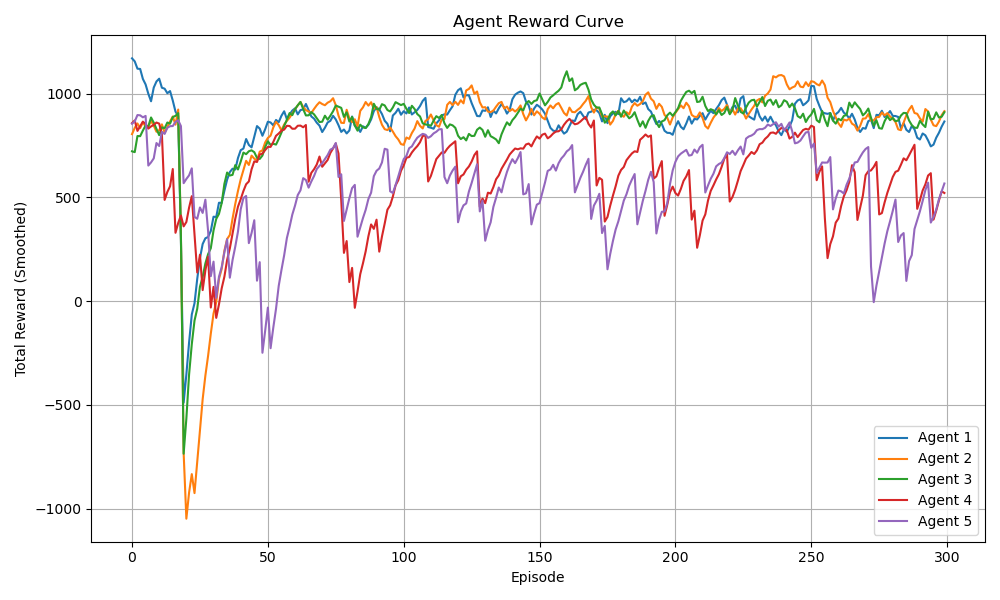 Agent Reward Curve
Total Reward (Smoothed)
1000
500
0
−500
−1000
Agent 1
Agent 2
Agent 3
Agent 4
Agent 5
0 50 100 150 200 250 300
Episode